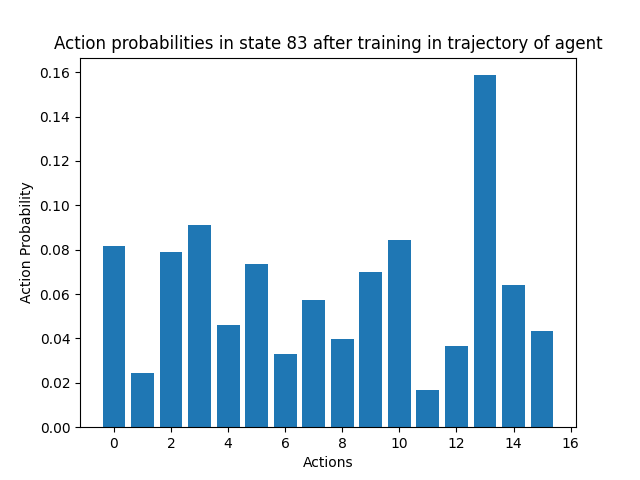 Action probabilities in state 83 after training in trajectory of agent
0.16
0.14
0.12
0.10
0.08
0.06
0.04
0.02
0.00
Action Probability
0 2 4 6 8 10 12 14 16
Actions